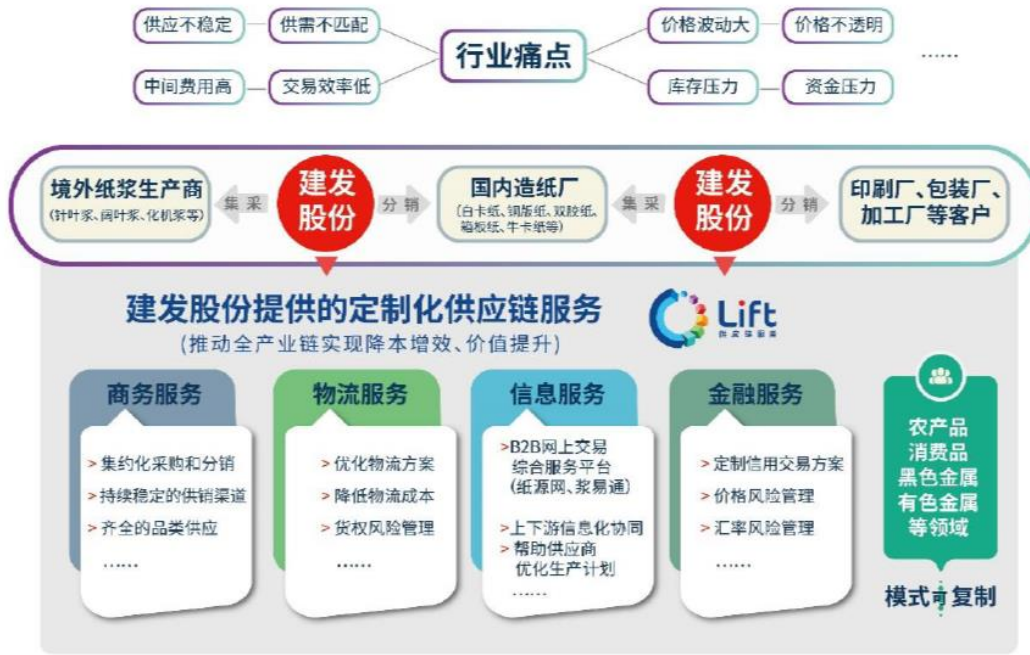 供应不稳定
供需不匹配
行业痛点
价格波动大
价格不透明
中间费用高
交易效率低
库存压力
资金压力
……
境外纸浆生产商
(针叶浆、阔叶浆、化机浆等)
集采
建发
股份
分销
国内造纸厂
(白卡纸、铜版纸、双胶纸、
箱板纸、牛卡纸等)
集采
建发
股份
分销
印刷厂、包装厂、
加工厂等客户
建发股份提供的定制化供应链服务
(推动全产业链实现降本增效、价值提升)
Lift
供应链服务
商务服务
> 集约化采购和分销
> 持续稳定的供销渠道
> 齐全的品类供应
……
物流服务
> 优化物流方案
> 降低物流成本
> 货权风险管理
……
信息服务
>B2B网上交易
综合服务平台
(纸源网、浆易通)
>上下游信息化协同
> 帮助供应商
优化生产计划
……
金融服务
> 定制信用交易方案
> 价格风险管理
> 汇率风险管理
……
农产品
消费品
黑色金属
有色金属
等领域
模式可复制